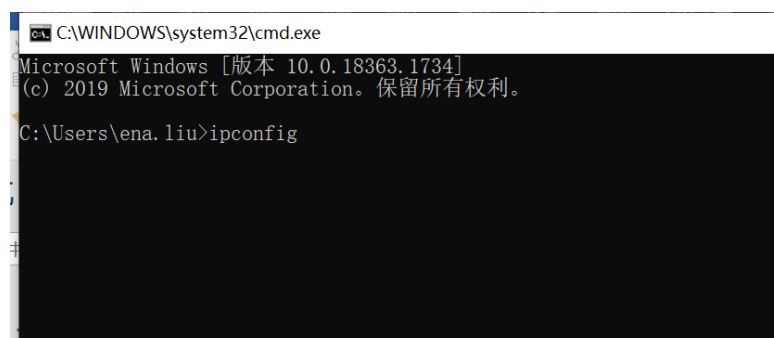 C:\WINDOWS\system32\cmd.exe
Microsoft Windows [版本 10.0.18363.1734]
(c) 2019 Microsoft Corporation。保留所有权利。
C:\Users\ena.liu>ipconfig